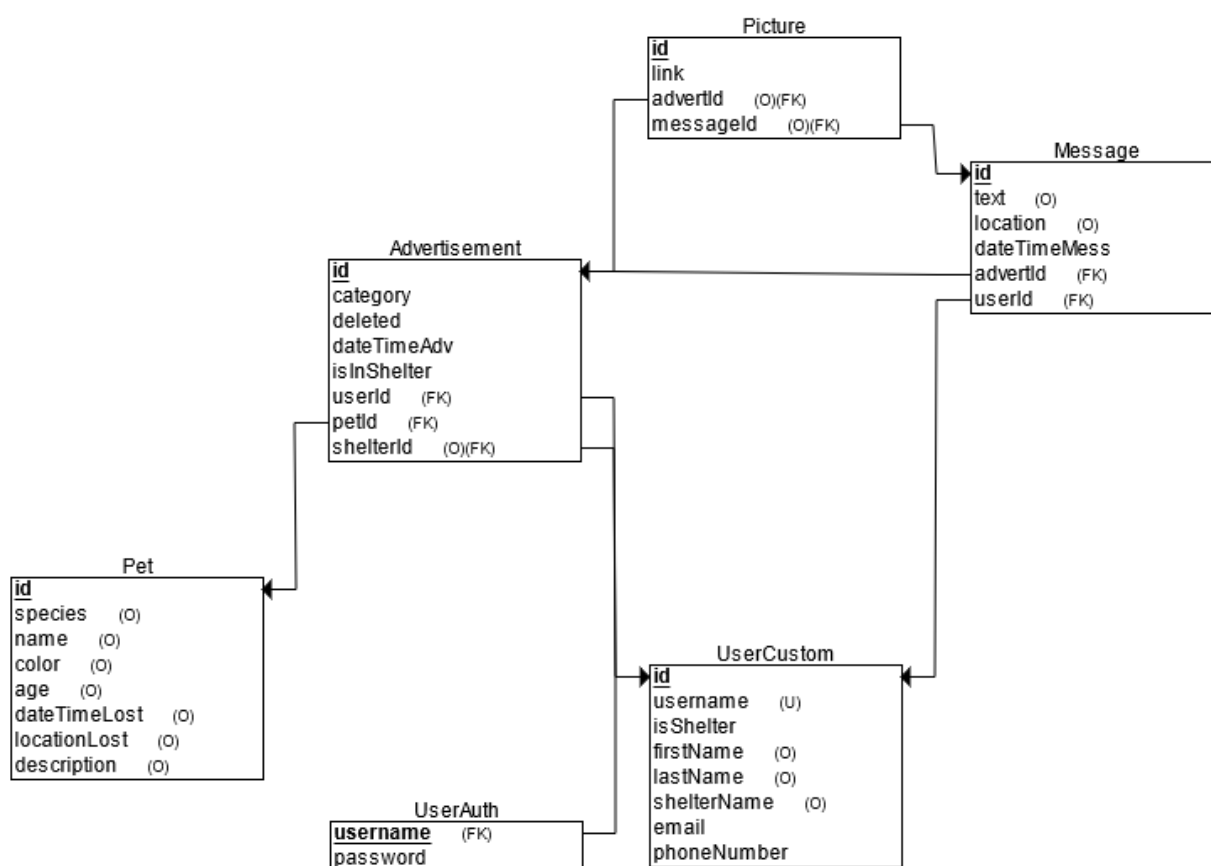 Picture
id
link
advertId (O)(FK)
messageId (O)(FK)
Message
id
text (O)
location (O)
dateTimeMess
advertId (FK)
userId (FK)
Advertisement
id
category
deleted
dateTimeAdv
isInShelter
userId (FK)
petId (FK)
shelterId (O)(FK)
Pet
id
species (O)
name (O)
color (O)
age (O)
dateTimeLost (O)
locationLost (O)
description (O)
UserCustom
id
username (U)
isShelter
firstName (O)
lastName (O)
shelterName (O)
email
phoneNumber
UserAuth
username (FK)
password